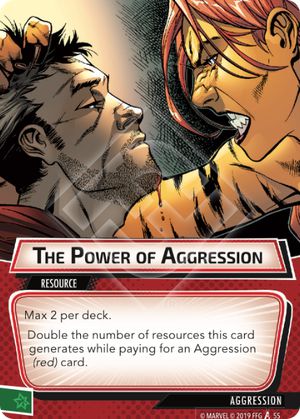 The Power of Aggression
RESOURCE
Max 2 per deck.
Double the number of resources this card
generates while paying for an Aggression
(red) card.
AGGRESSION
© MARVEL © 2019 FFG A 55